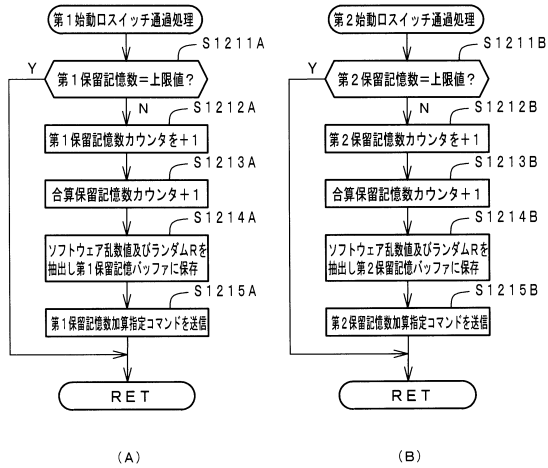 第1始動口スイッチ通過処理
S1211A
Y
第1保留記憶数＝上限値？
N
S1212A
第1保留記憶数カウンタを＋1
S1213A
合算保留記憶数カウンタ＋1
S1214A
ソフトウェア乱数値及びランダムRを
抽出し第1保留記憶バッファに保存
S1215A
第1保留記憶数加算指定コマンドを送信
RET
(A)
第2始動口スイッチ通過処理
S1211B
Y
第2保留記憶数＝上限値？
N
S1212B
第2保留記憶数カウンタを＋1
S1213B
合算保留記憶数カウンタ＋1
S1214B
ソフトウェア乱数値及びランダムRを
抽出し第2保留記憶バッファに保存
S1215B
第2保留記憶数加算指定コマンドを送信
RET
(B)